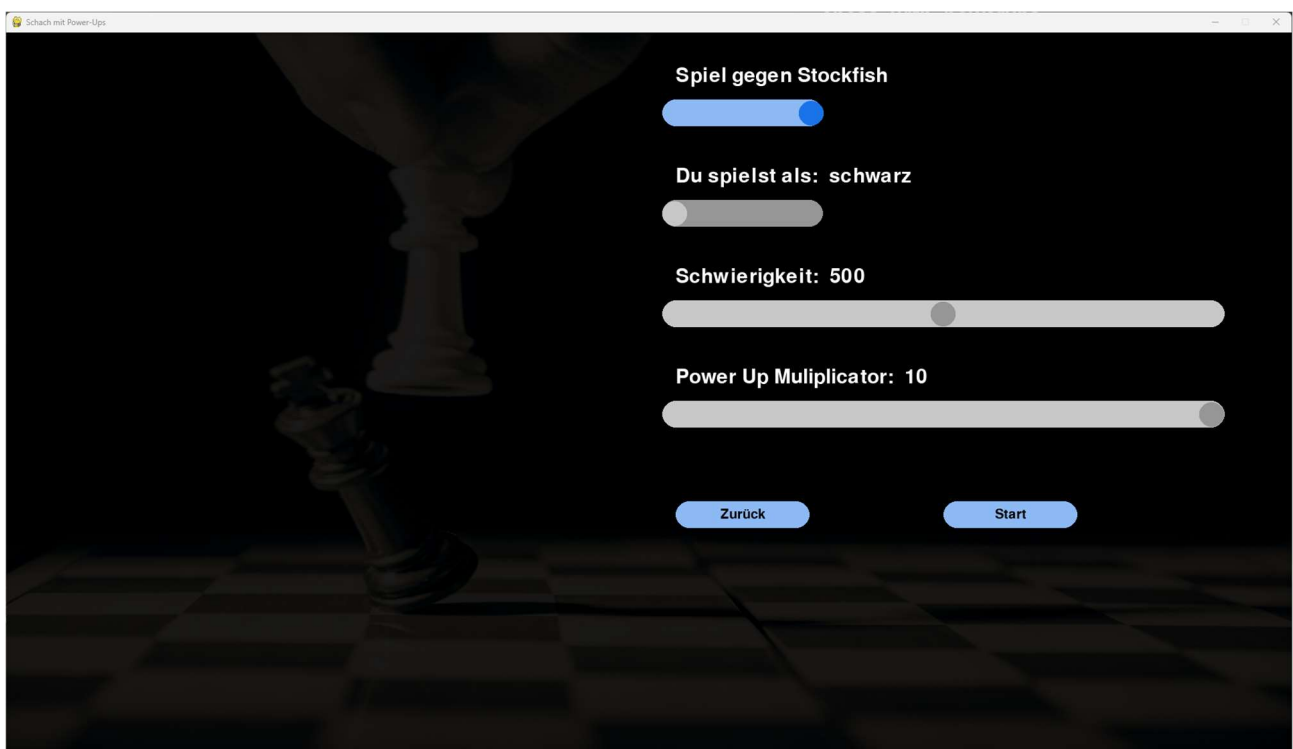 Schach mit Power-Ups
Spiel gegen Stockfish
Du spielst als: schwarz
Schwierigkeit: 500
Power Up Muliplicator: 10
Zurück
Start